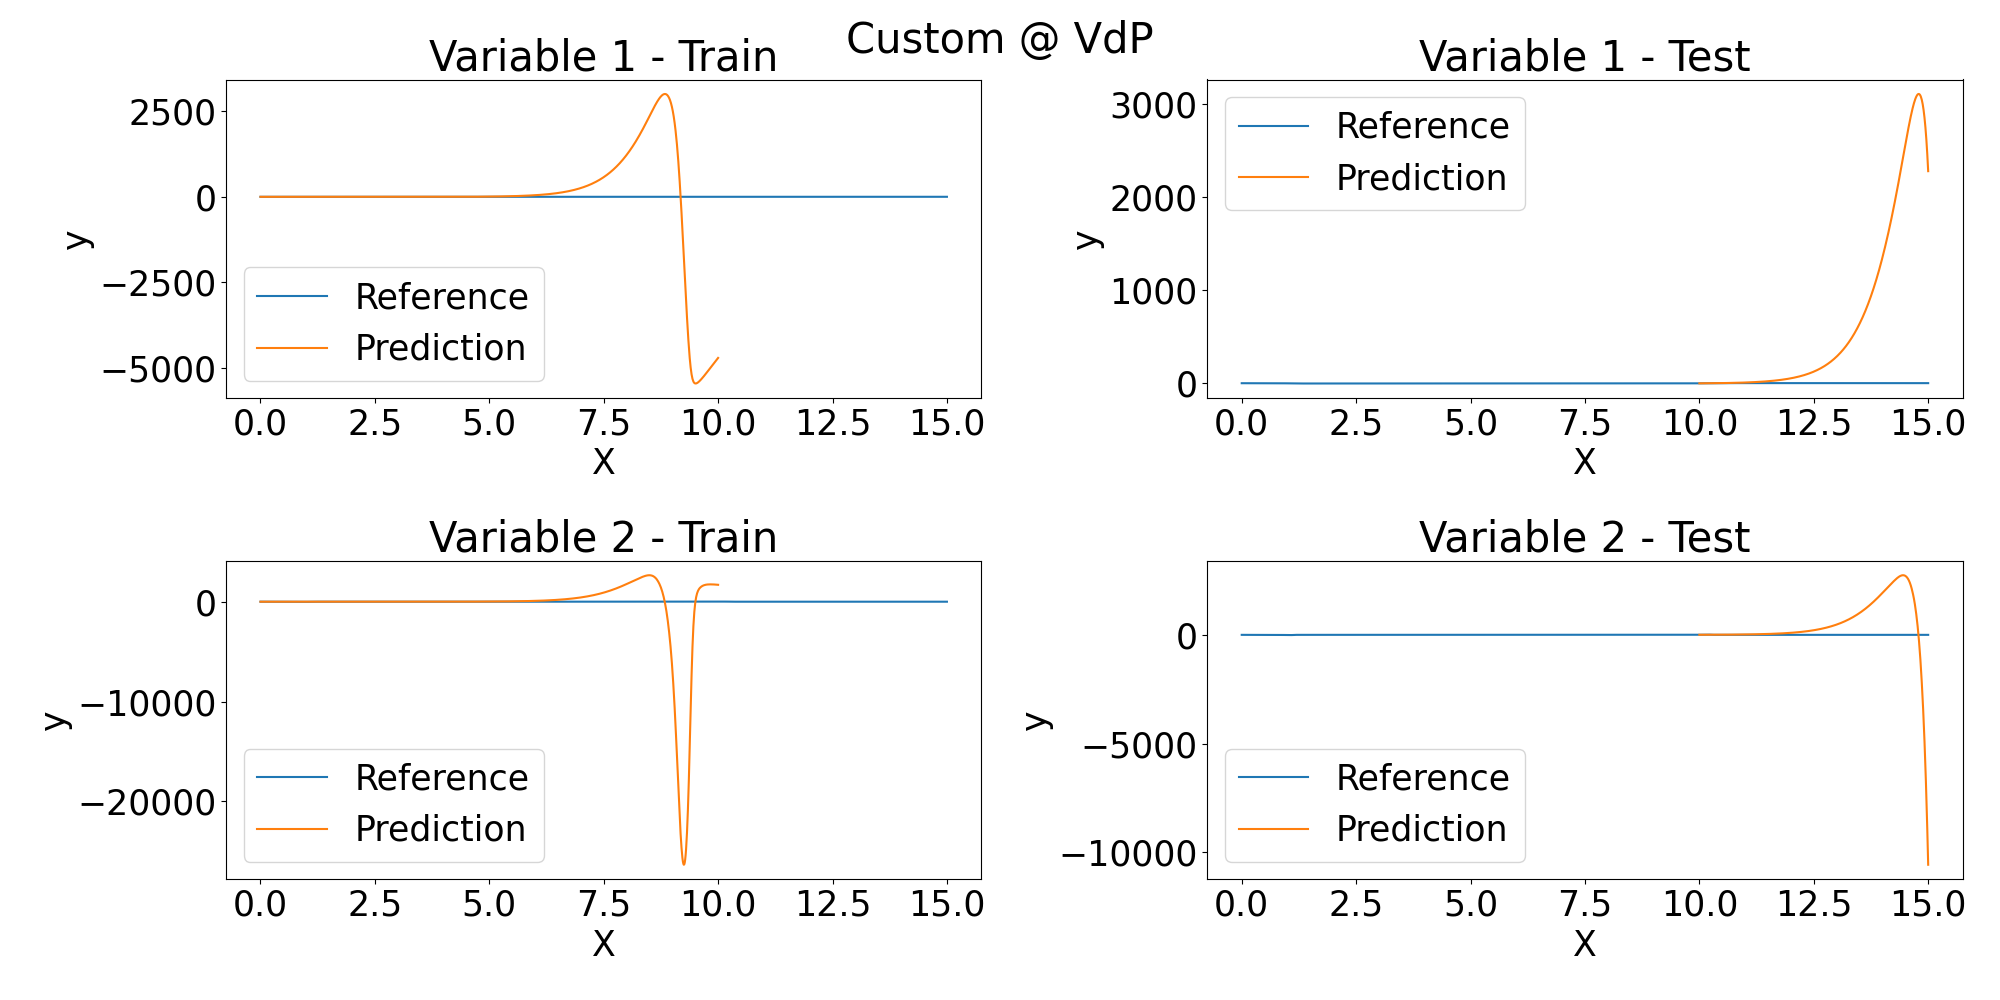 Custom @ VdP
Variable 1 - Train
2500
0
−2500
−5000
y
Reference
Prediction
0.0 2.5 5.0 7.5 10.0 12.5 15.0
X
Variable 1 - Test
3000
2000
1000
0
y
Reference
Prediction
0.0 2.5 5.0 7.5 10.0 12.5 15.0
X
Variable 2 - Train
0
−10000
−20000
y
Reference
Prediction
0.0 2.5 5.0 7.5 10.0 12.5 15.0
X
Variable 2 - Test
0
−5000
−10000
y
Reference
Prediction
0.0 2.5 5.0 7.5 10.0 12.5 15.0
X